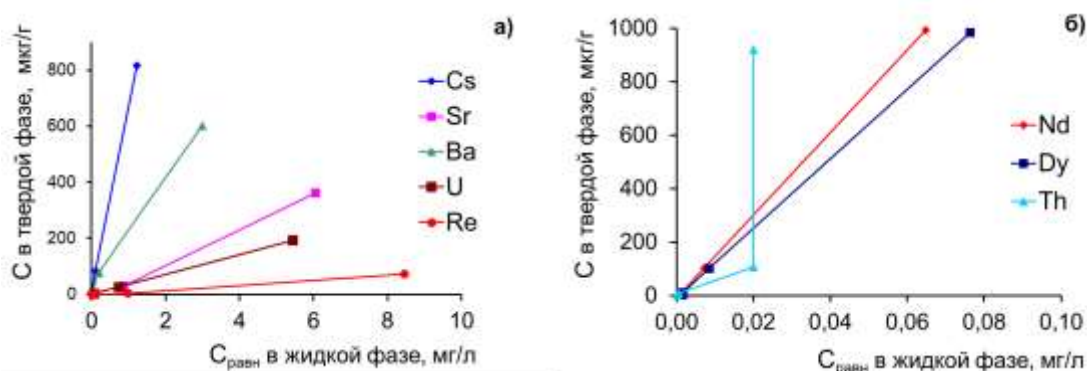 а)
С в твердой фазе, мкг/г
800
600
400
200
0
0 2 4 6 8 10
Cравн в жидкой фазе, мг/л
Cs
Sr
Ba
U
Re
б)
С в твердой фазе, мкг/г
1000
800
600
400
200
0
0,00 0,02 0,04 0,06 0,08 0,10
Cравн в жидкой фазе, мг/л
Nd
Dy
Th